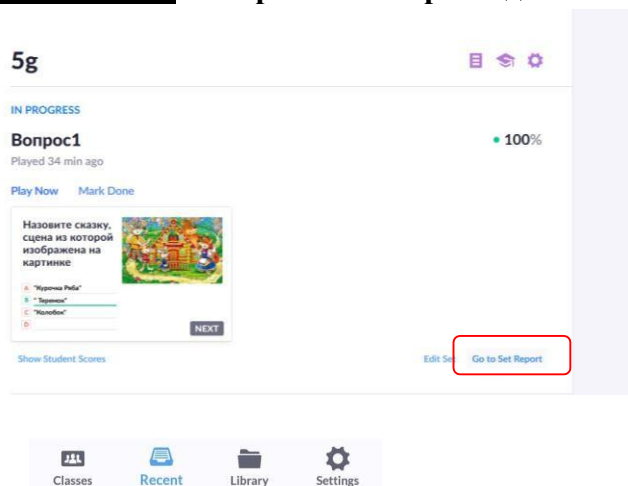 5g
IN PROGRESS
Вопрос1
100%
Played 34 min ago
Play Now Mark Done
Назовите сказку,
сцена из которой
изображена на
картинке
A "Курочка Ряба"
B "Теремок"
C "Колобок"
D
NEXT
Show Student Scores
Edit Set Go to Set Report
Classes Recent Library Settings